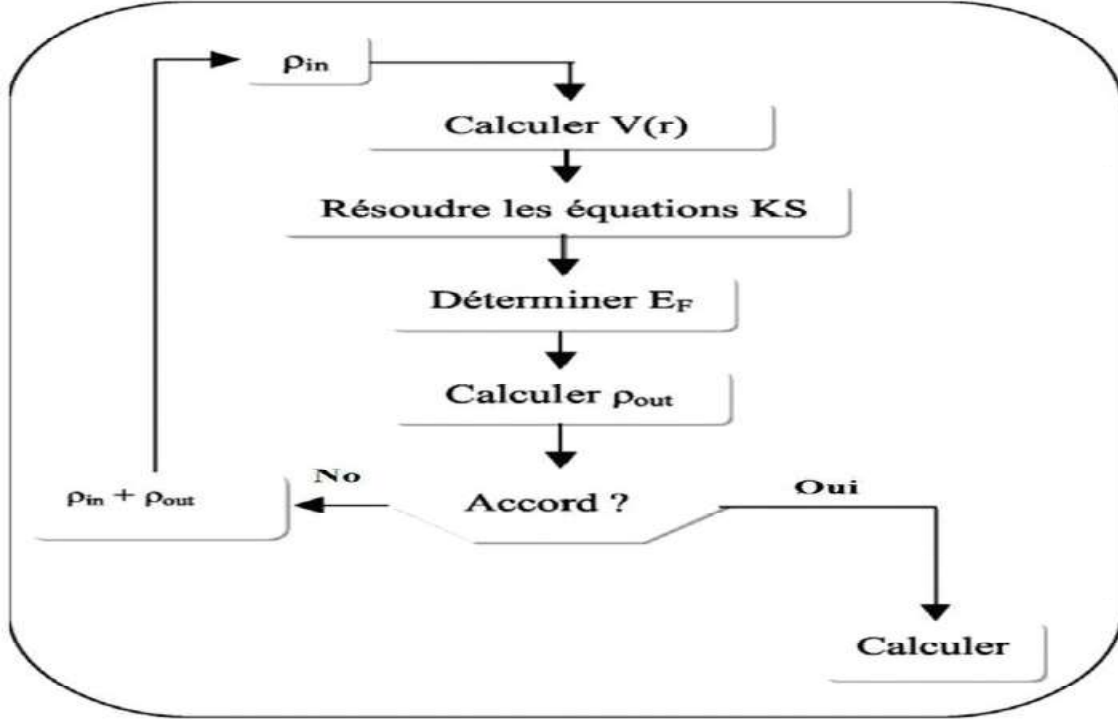 ρin
Calculer V(r)
Résoudre les équations KS
Déterminer EF
Calculer ρout
Accord ?
No
ρin + ρout
Oui
Calculer